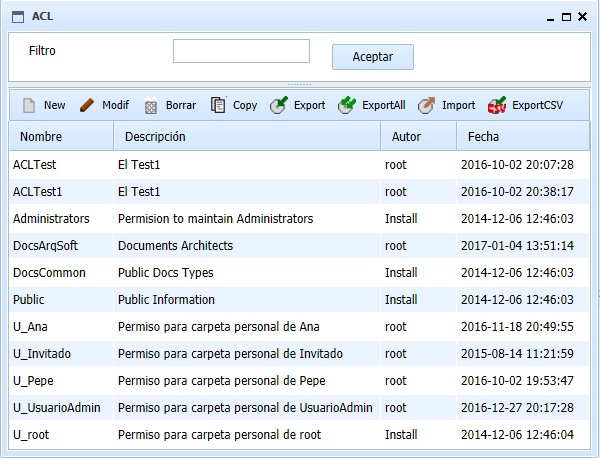 ACL
Filtro Aceptar
New Modif Borrar Copy Export ExportAll Import ExportCSV
Nombre Descripción Autor Fecha
ACLTest El Test1 root 2016-10-02 20:07:28
ACLTest1 El Test1 root 2016-10-02 20:38:17
Administrators Permision to maintain Administrators Install 2014-12-06 12:46:03
DocsArqSoft Documents Architects root 2017-01-04 13:51:14
DocsCommon Public Docs Types Install 2014-12-06 12:46:03
Public Public Information Install 2014-12-06 12:46:03
U_Ana Permiso para carpeta personal de Ana root 2016-11-18 20:49:55
U_Invitado Permiso para carpeta personal de Invitado root 2015-08-14 11:21:59
U_Pepe Permiso para carpeta personal de Pepe root 2016-10-02 19:53:47
U_UsuarioAdmin Permiso para carpeta personal de UsuarioAdmin root 2016-12-27 20:17:28
U_root Permiso para carpeta personal de root Install 2014-12-06 12:46:04